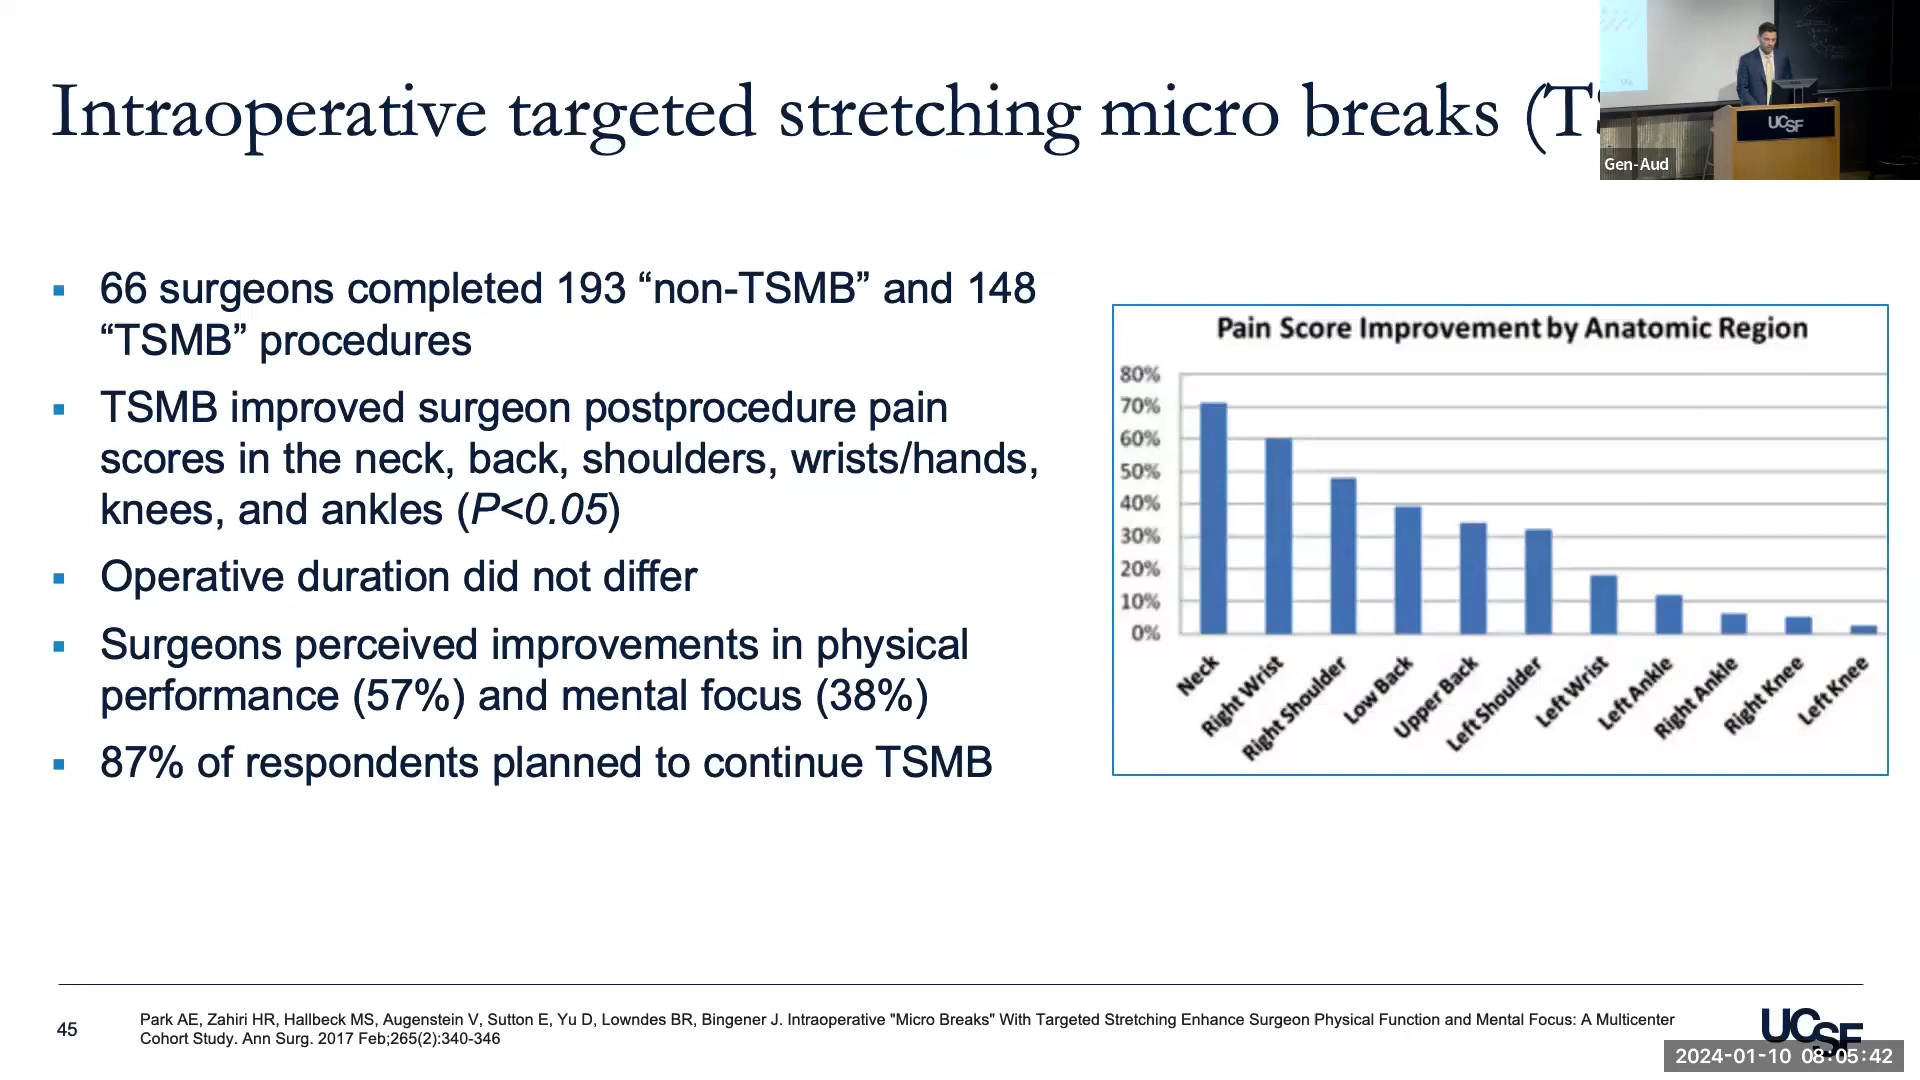 Intraoperative targeted stretching micro breaks (TS
UCSF
Gen-Aud
▪ 66 surgeons completed 193 “non-TSMB” and 148
“TSMB” procedures
▪ TSMB improved surgeon postprocedure pain
scores in the neck, back, shoulders, wrists/hands,
knees, and ankles (P<0.05)
▪ Operative duration did not differ
▪ Surgeons perceived improvements in physical
performance (57%) and mental focus (38%)
▪ 87% of respondents planned to continue TSMB
Pain Score Improvement by Anatomic Region
80%
70%
60%
50%
40%
30%
20%
10%
0%
Neck
Right Wrist
Right Shoulder
Low Back
Upper Back
Left Shoulder
Left Wrist
Left Ankle
Right Ankle
Right Knee
Left Knee
45
Park AE, Zahiri HR, Hallbeck MS, Augenstein V, Sutton E, Yu D, Lowndes BR, Bingener J. Intraoperative "Micro Breaks" With Targeted Stretching Enhance Surgeon Physical Function and Mental Focus: A Multicenter
Cohort Study. Ann Surg. 2017 Feb;265(2):340-346
UCSF
2024-01-10 08:05:42